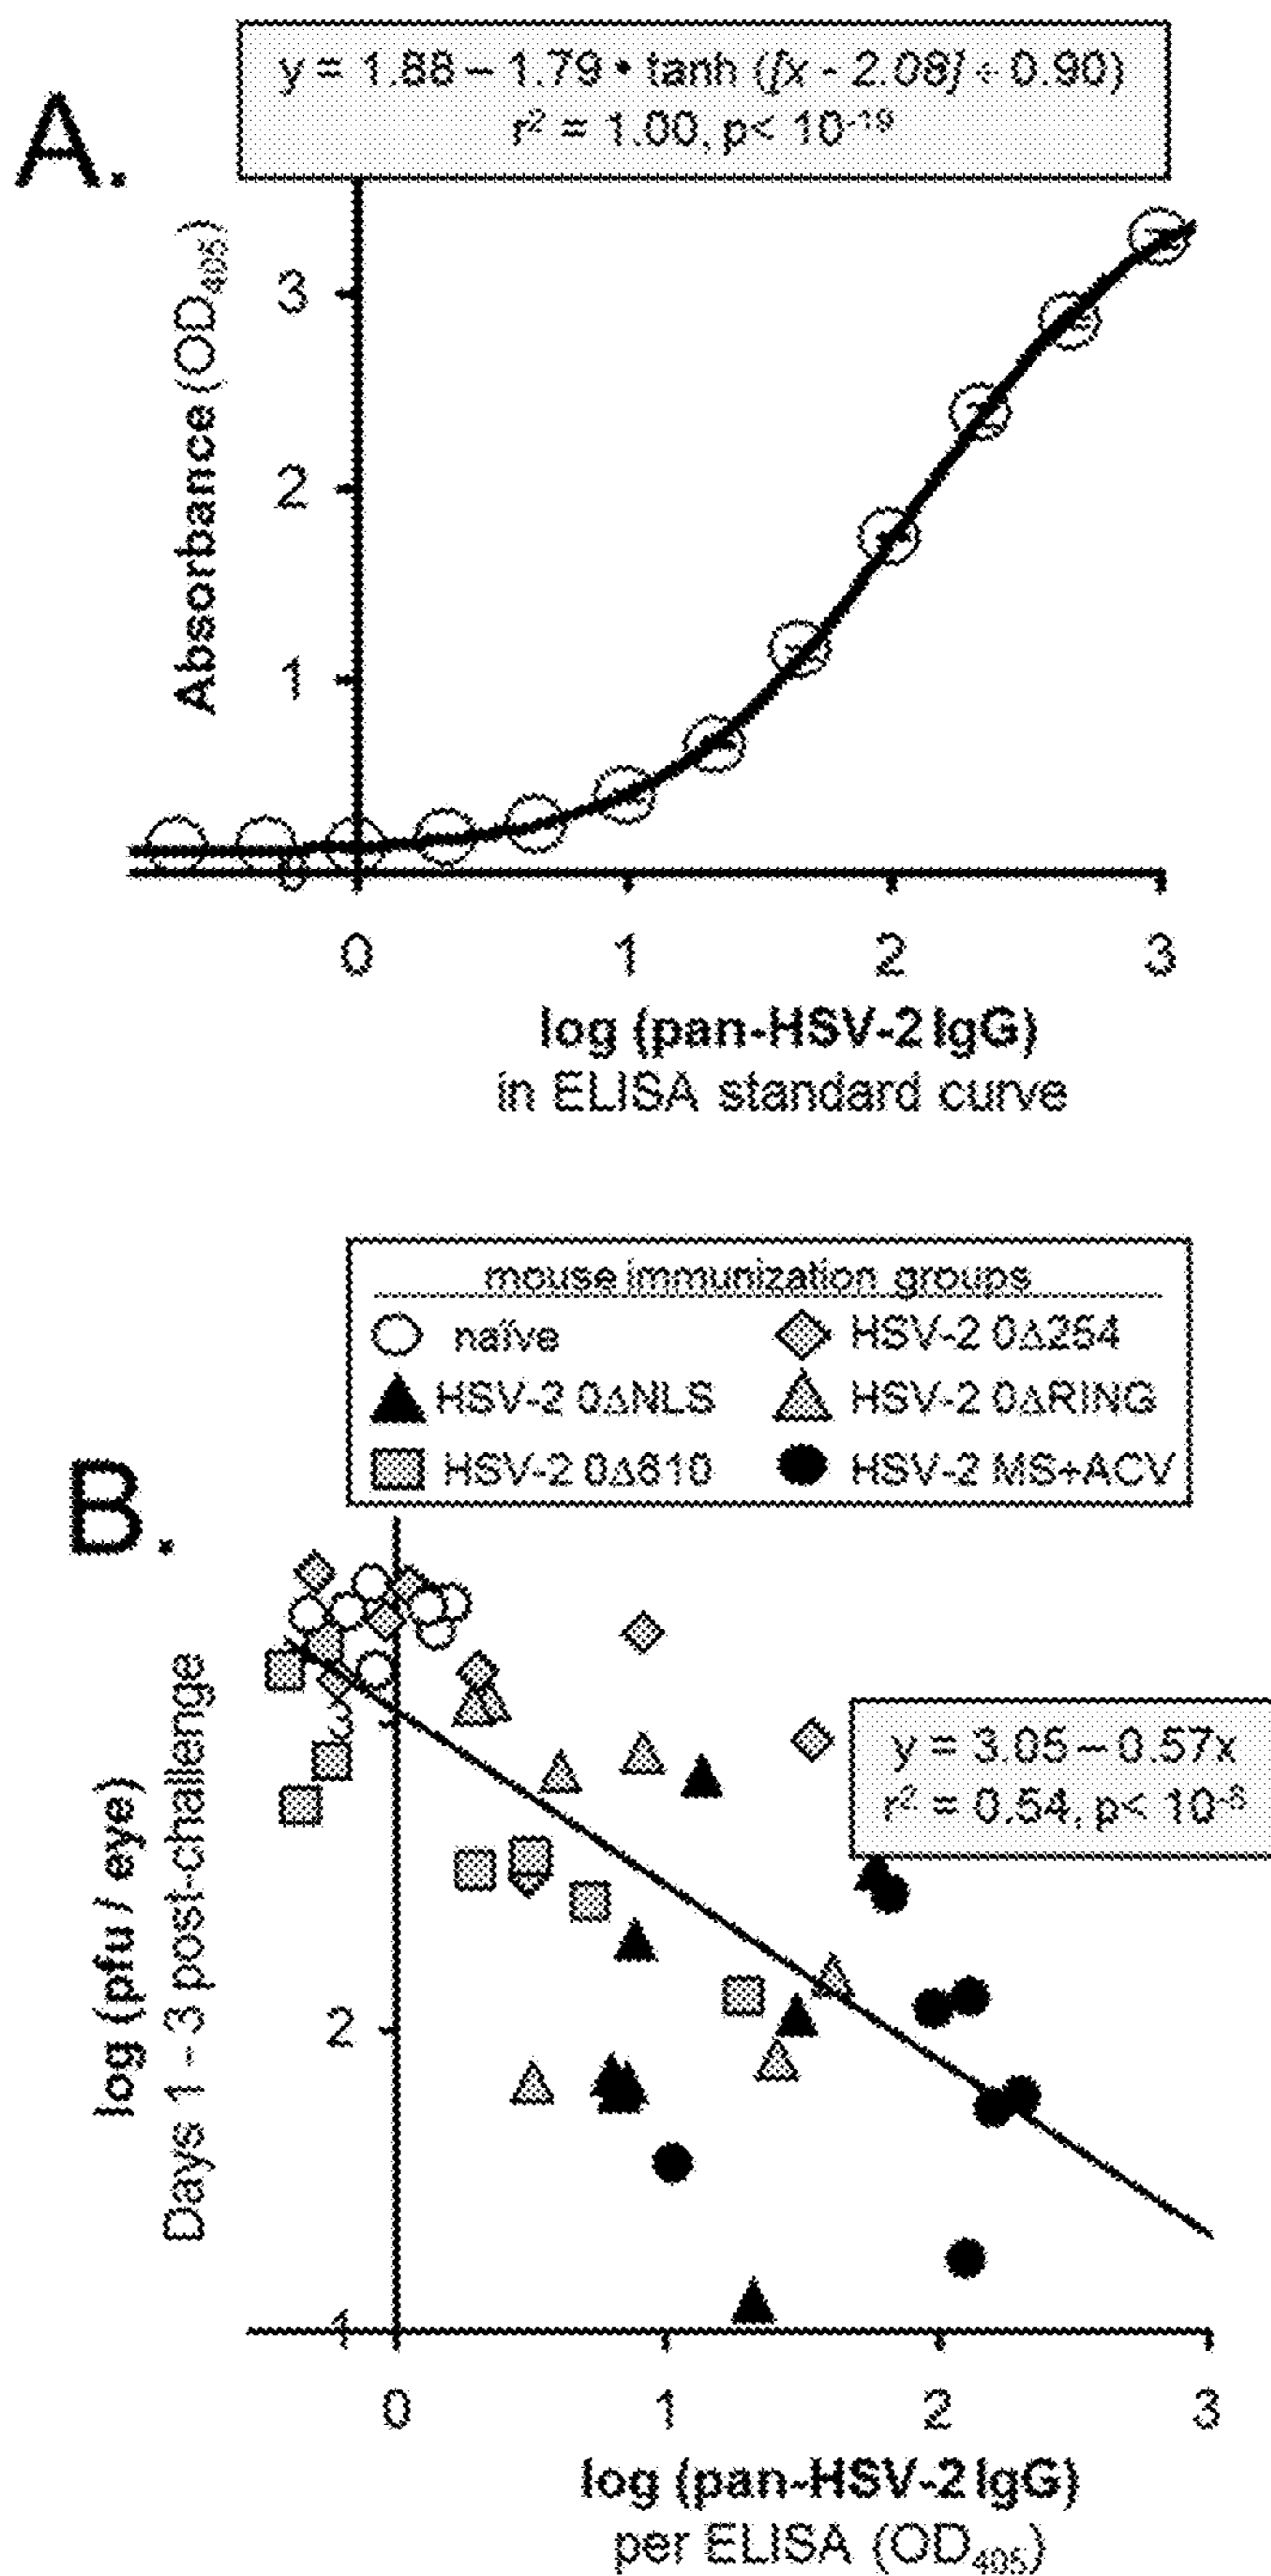 A.
y = 1.88 – 1.79 • tanh ([x - 2.08] ÷ 0.90)
r² = 1.00, p< 10⁻¹⁹
Absorbance (OD₄₀₅)
3
2
1
0
0 1 2 3
log (pan-HSV-2 IgG)
in ELISA standard curve
B.
mouse immunization groups
naïve
HSV-2 0Δ254
HSV-2 0ΔNLS
HSV-2 0ΔRING
HSV-2 0Δ810
HSV-2 MS+ACV
log (pfu / eye)
Days 1 - 3 post-challenge
3
2
1
y = 3.05 – 0.57x
r² = 0.54, p< 10⁻⁸
0 1 2 3
log (pan-HSV-2 IgG)
per ELISA (OD₄₀₅)